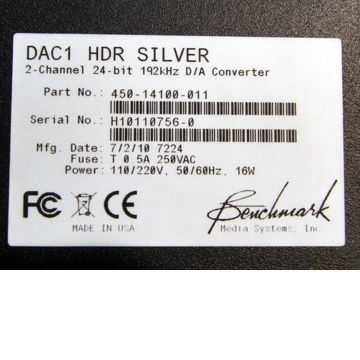 DAC1 HDR SILVER
2-Channel 24-bit 192kHz D/A Converter
Part No.: 450-14100-011
Serial No.: H10110756-0
Mfg. Date: 7/2/10 7224
Fuse: T 0.5A 250VAC
Power: 110/220V, 50/60Hz, 16W
FC CE
MADE IN USA
Benchmark
Media Systems, Inc.